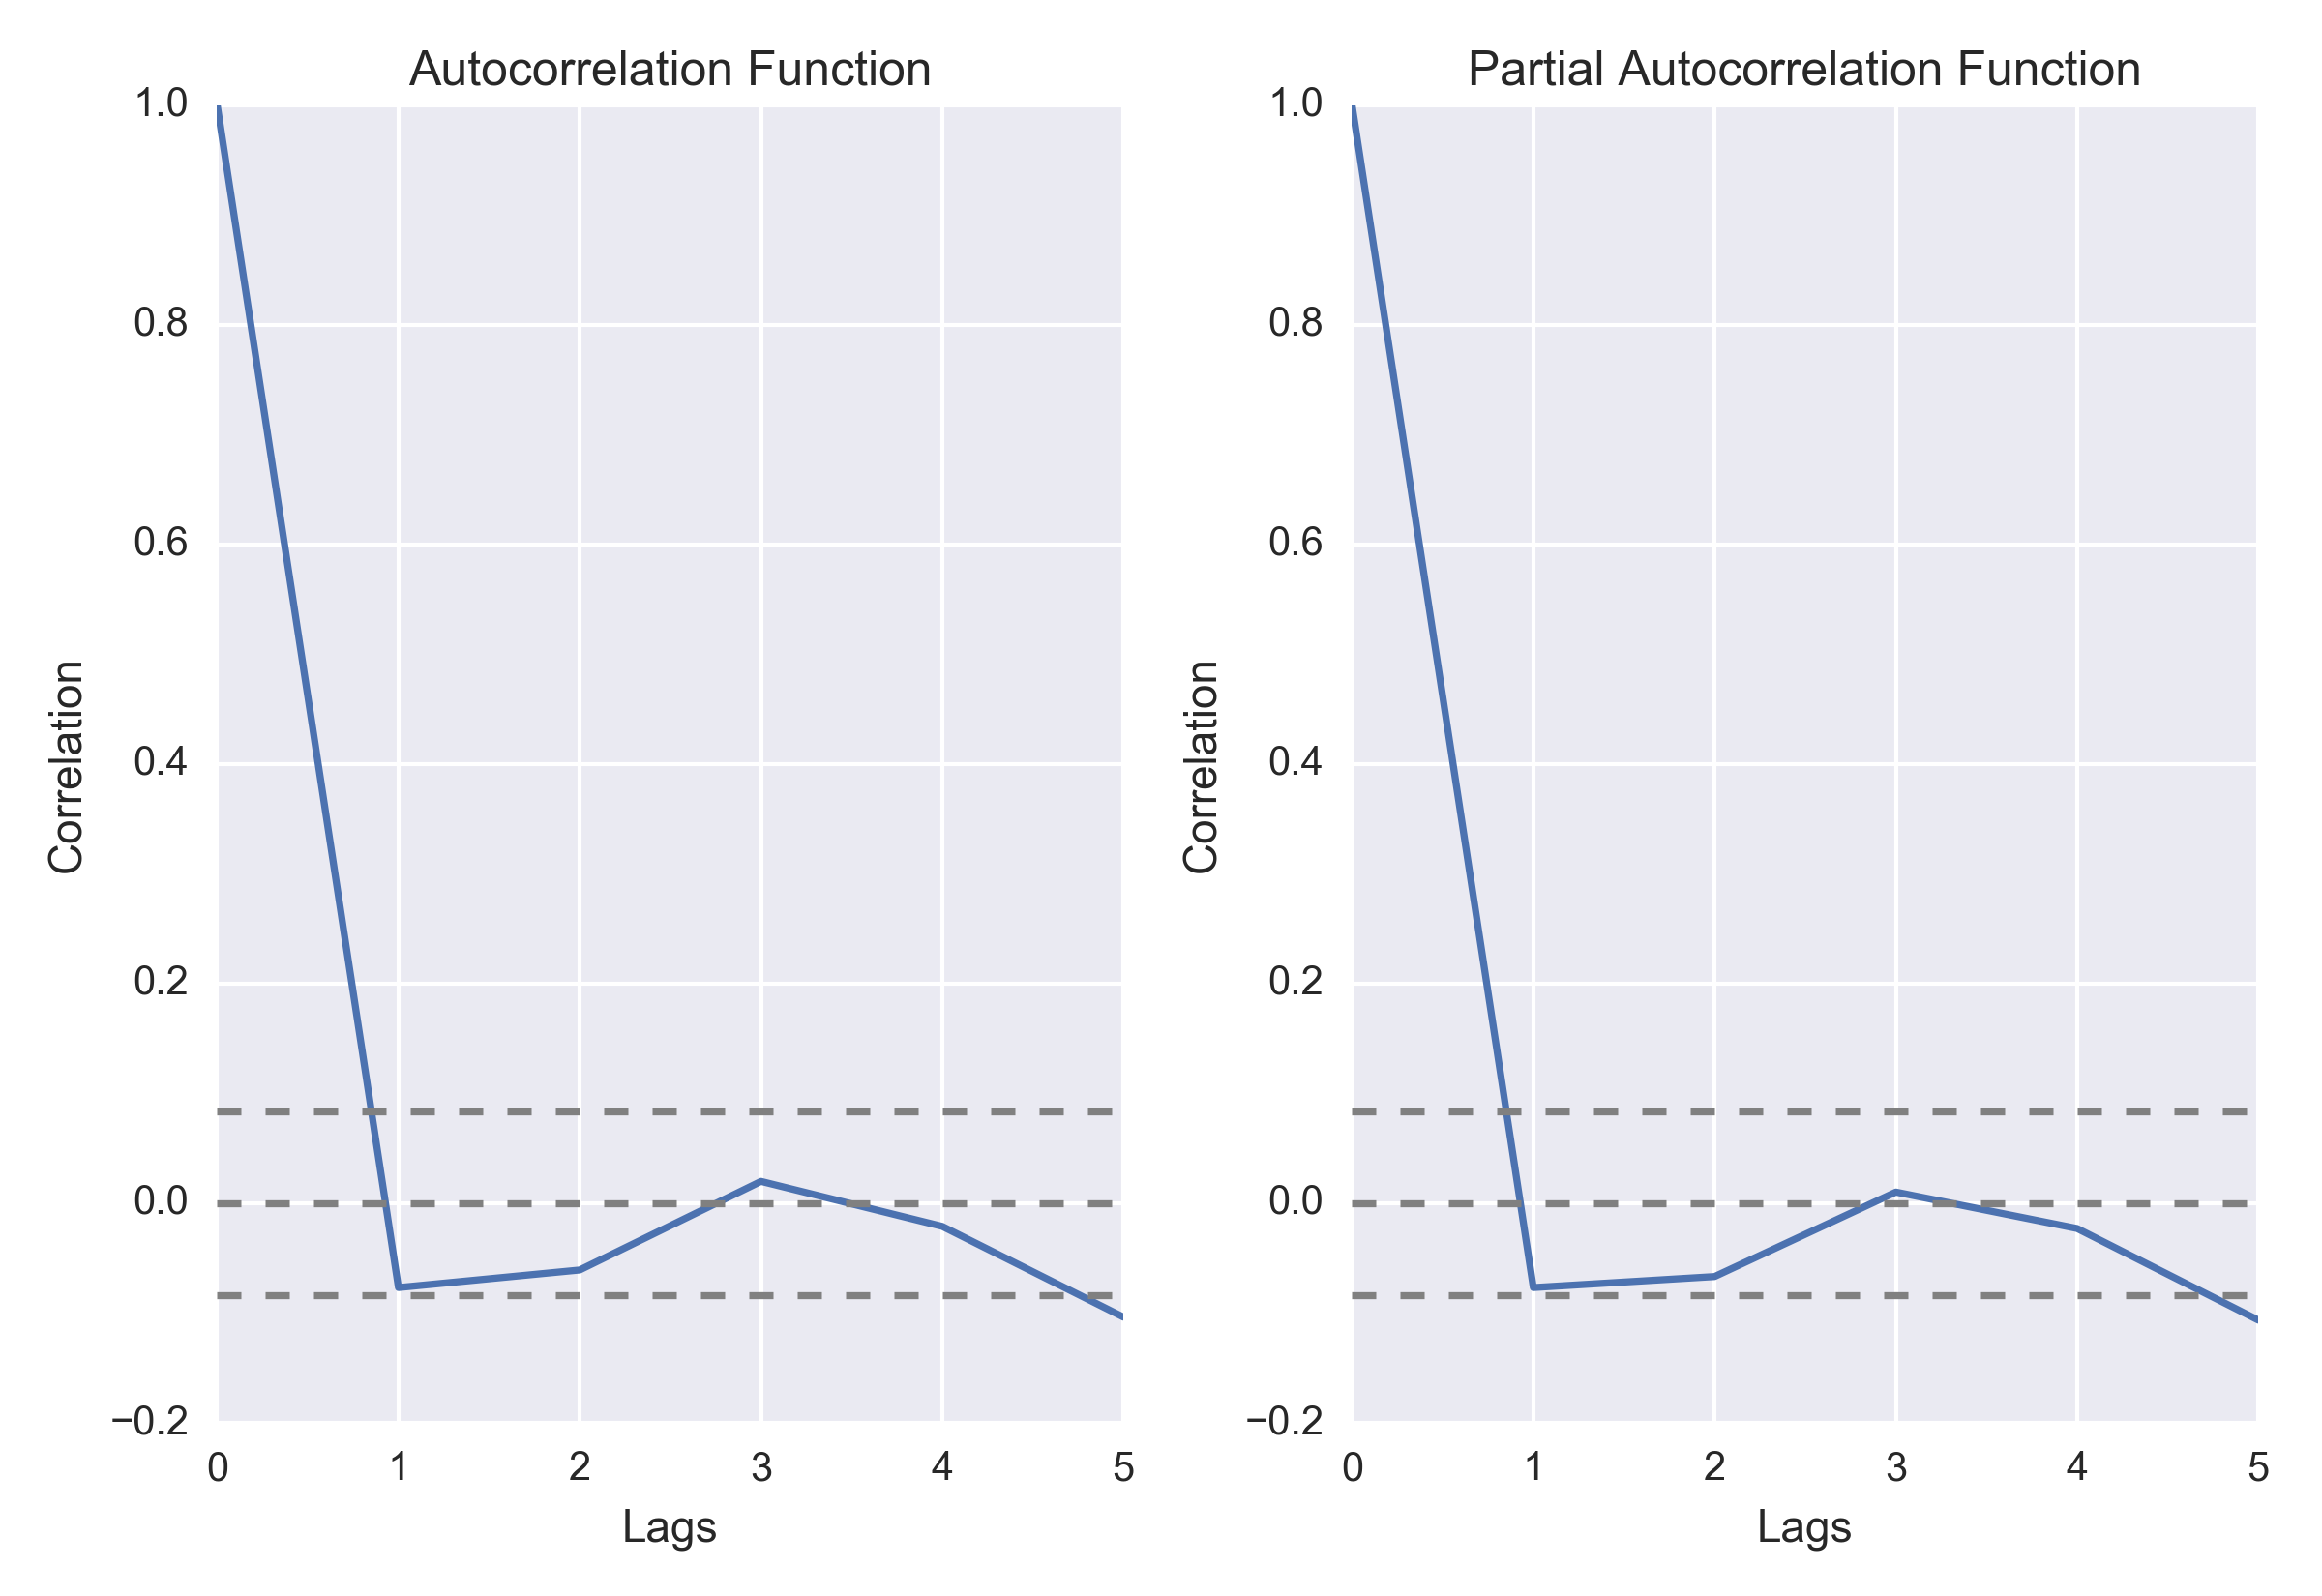 Autocorrelation Function
1.0
0.8
0.6
0.4
0.2
0.0
−0.2
Correlation
0 1 2 3 4 5
Lags
Partial Autocorrelation Function
1.0
0.8
0.6
0.4
0.2
0.0
−0.2
Correlation
0 1 2 3 4 5
Lags